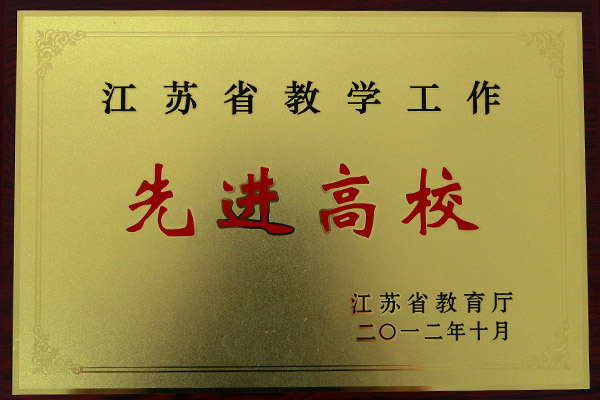 江苏省教学工作
先进高校
江苏省教育厅
二〇一二年十月